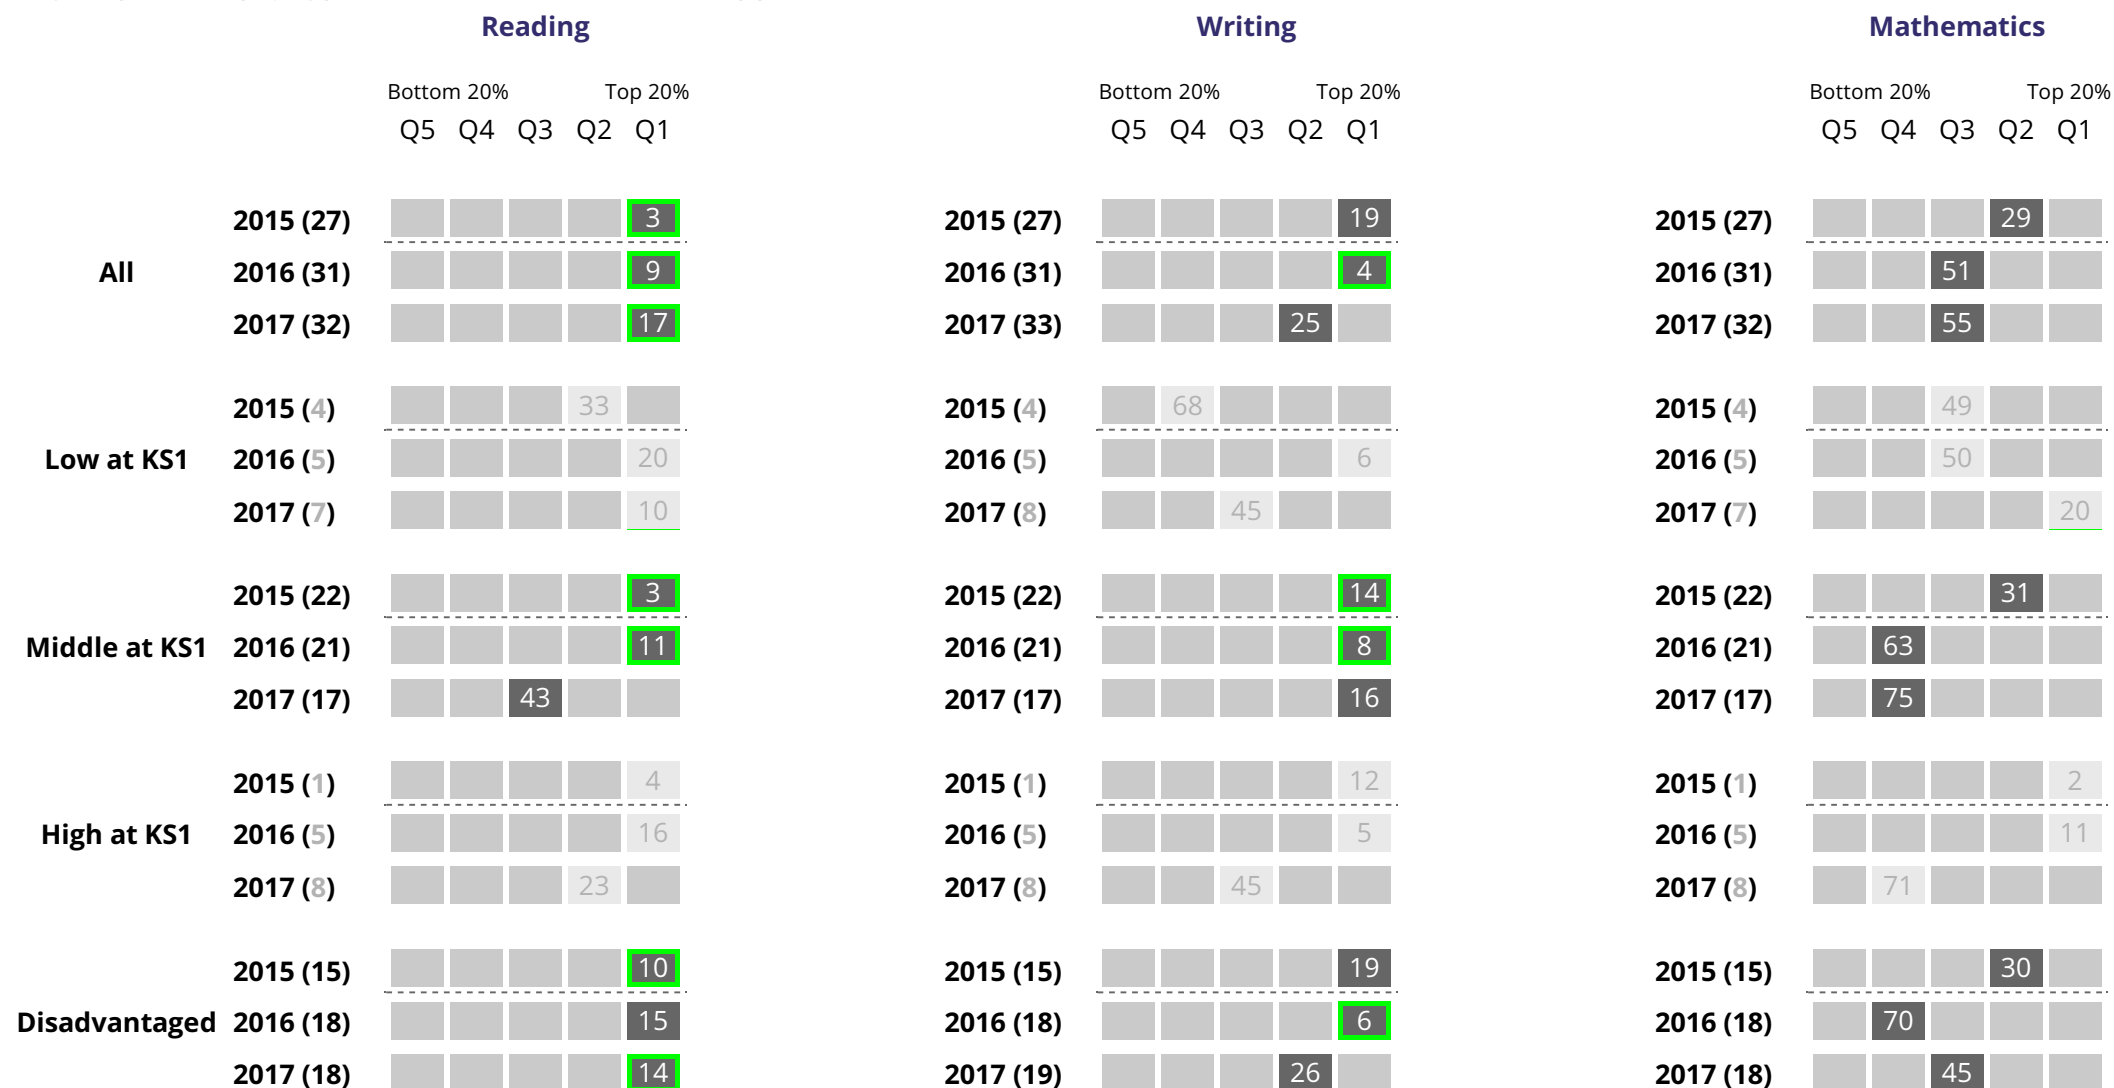 Reading Writing Mathematics
Bottom 20% Top 20% Bottom 20% Top 20% Bottom 20% Top 20%
Q5 Q4 Q3 Q2 Q1 Q5 Q4 Q3 Q2 Q1 Q5 Q4 Q3 Q2 Q1
2015 (27) 3 2015 (27) 19 2015 (27) 29
All 2016 (31) 9 2016 (31) 4 2016 (31) 51
2017 (32) 17 2017 (33) 25 2017 (32) 55
2015 (4) 33 2015 (4) 68 2015 (4) 49
Low at KS1 2016 (5) 20 2016 (5) 6 2016 (5) 50
2017 (7) 10 2017 (8) 45 2017 (7) 20
2015 (22) 3 2015 (22) 14 2015 (22) 31
Middle at KS1 2016 (21) 11 2016 (21) 8 2016 (21) 63
2017 (17) 43 2017 (17) 16 2017 (17) 75
2015 (1) 4 2015 (1) 12 2015 (1) 2
High at KS1 2016 (5) 16 2016 (5) 5 2016 (5) 11
2017 (8) 23 2017 (8) 45 2017 (8) 71
2015 (15) 10 2015 (15) 19 2015 (15) 30
Disadvantaged 2016 (18) 15 2016 (18) 6 2016 (18) 70
2017 (18) 14 2017 (19) 26 2017 (18) 45